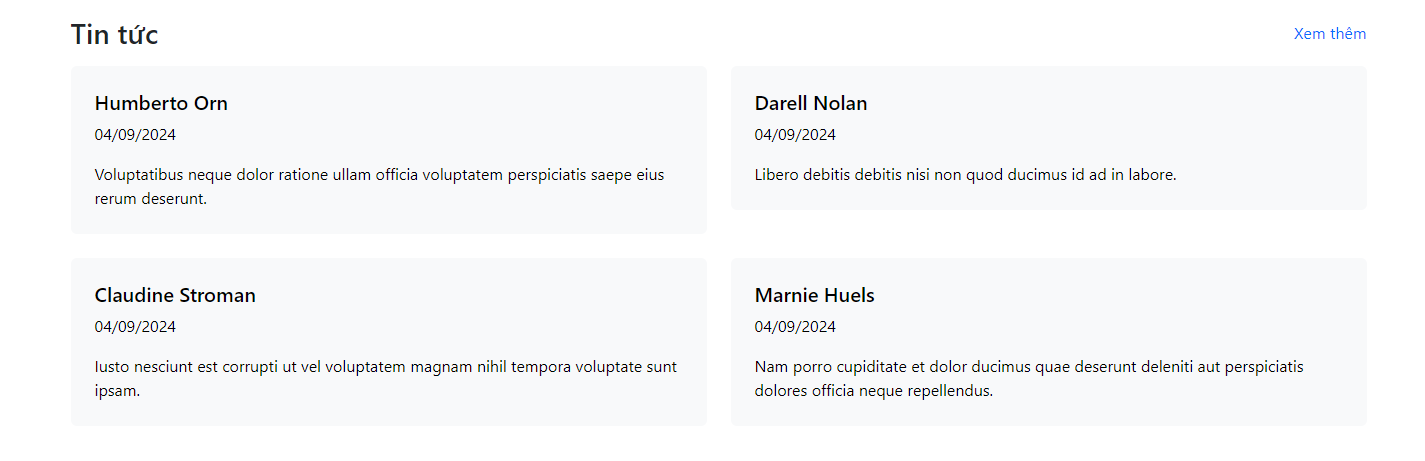 Tin tức
Xem thêm
Humberto Orn
04/09/2024
Voluptatibus neque dolor ratione ullam officia voluptatem perspiciatis saepe eius
rerum deserunt.
Darell Nolan
04/09/2024
Libero debitis debitis nisi non quod ducimus id ad in labore.
Claudine Stroman
04/09/2024
Iusto nesciunt est corrupti ut vel voluptatem magnam nihil tempora voluptate sunt
ipsam.
Marnie Huels
04/09/2024
Nam porro cupiditate et dolor ducimus quae deserunt deleniti aut perspiciatis
dolores officia neque repellendus.